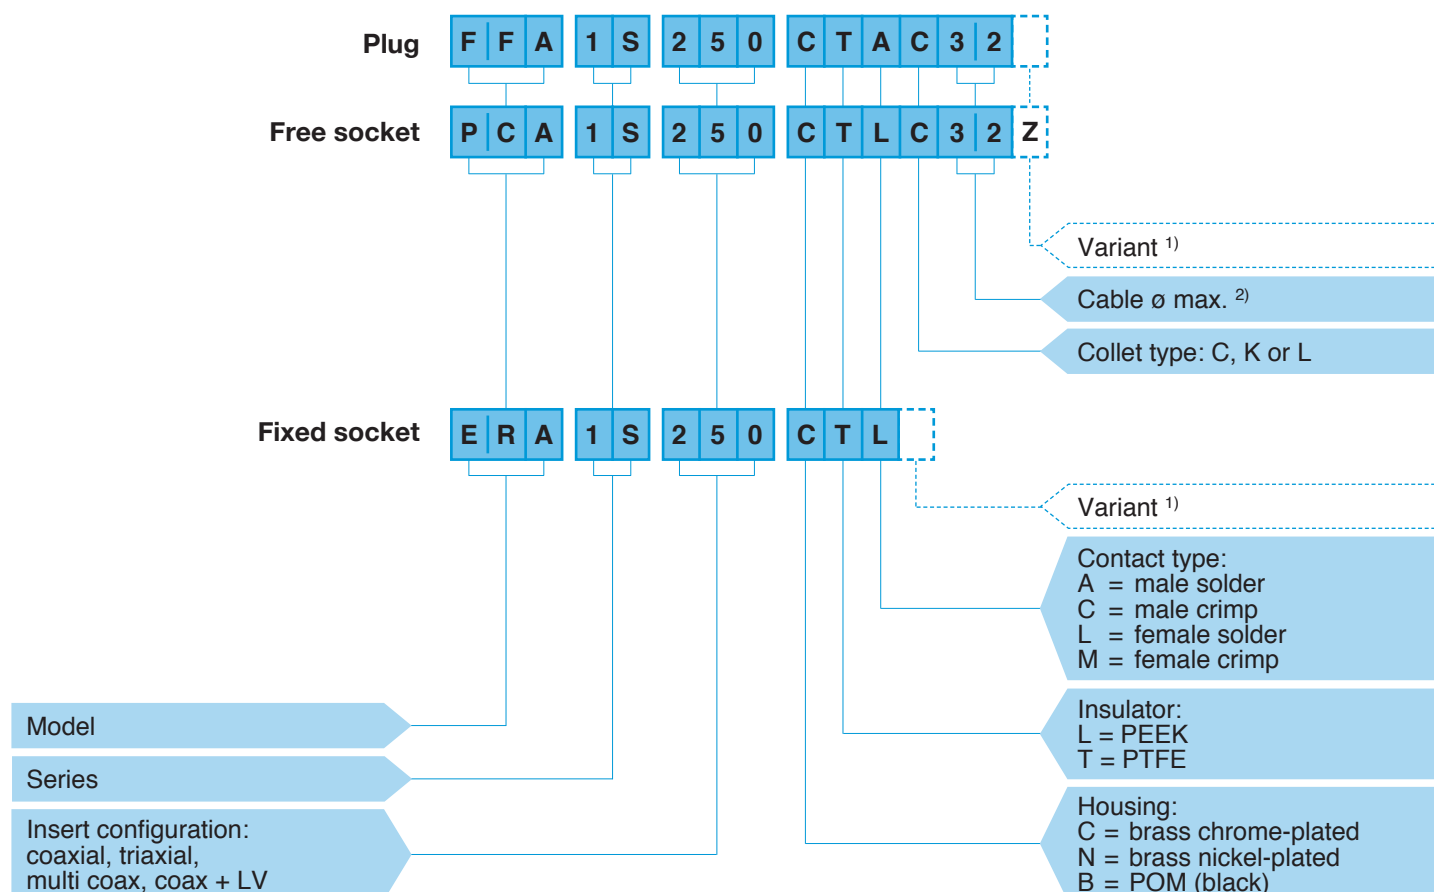 Plug F F A 1 S 2 5 0 C T A C 3 2
Free socket P C A 1 S 2 5 0 C T L C 3 2 Z
Variant 1)
Cable ø max. 2)
Collet type: C, K or L
Fixed socket E R A 1 S 2 5 0 C T L
Variant 1)
Contact type:
A = male solder
C = male crimp
L = female solder
M = female crimp
Insulator:
L = PEEK
T = PTFE
Housing:
C = brass chrome-plated
N = brass nickel-plated
B = POM (black)
Model
Series
Insert configuration:
coaxial, triaxial,
multi coax, coax + LV